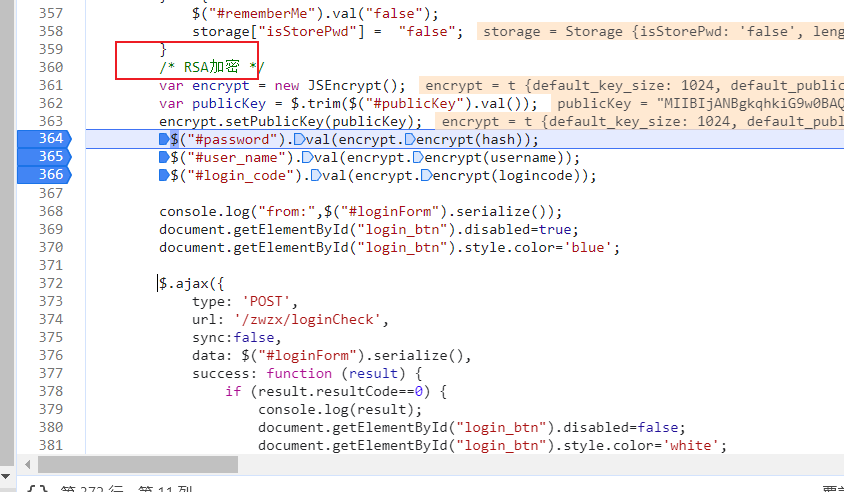 357 $("#rememberMe").val("false");
358 storage["isStorePwd"] = "false"; storage = Storage {isStorePwd: 'false', leng
359 }
360 /* RSA加密 */
361 var encrypt = new JSEncrypt(); encrypt = t {default_key_size: 1024, default_public
362 var publicKey = $.trim($("#publicKey").val()); publicKey = "MIIBIjANBgkqhkiG9w0BAQ
363 encrypt.setPublicKey(publicKey); encrypt = t {default_key_size: 1024, default_publ
364 $("#password").val(encrypt.encrypt(hash));
365 $("#user_name").val(encrypt.encrypt(username));
366 $("#login_code").val(encrypt.encrypt(logincode));
367
368 console.log("from:",$("#loginForm").serialize());
369 document.getElementById("login_btn").disabled=true;
370 document.getElementById("login_btn").style.color='blue';
371
372 $.ajax({
373 type: 'POST',
374 url: '/zwzx/loginCheck',
375 sync:false,
376 data: $("#loginForm").serialize(),
377 success: function (result) {
378 if (result.resultCode==0) {
379 console.log(result);
380 document.getElementById("login_btn").disabled=false;
381 document.getElementById("login_btn").style.color='white';
{} 第 372 行，第 11 列